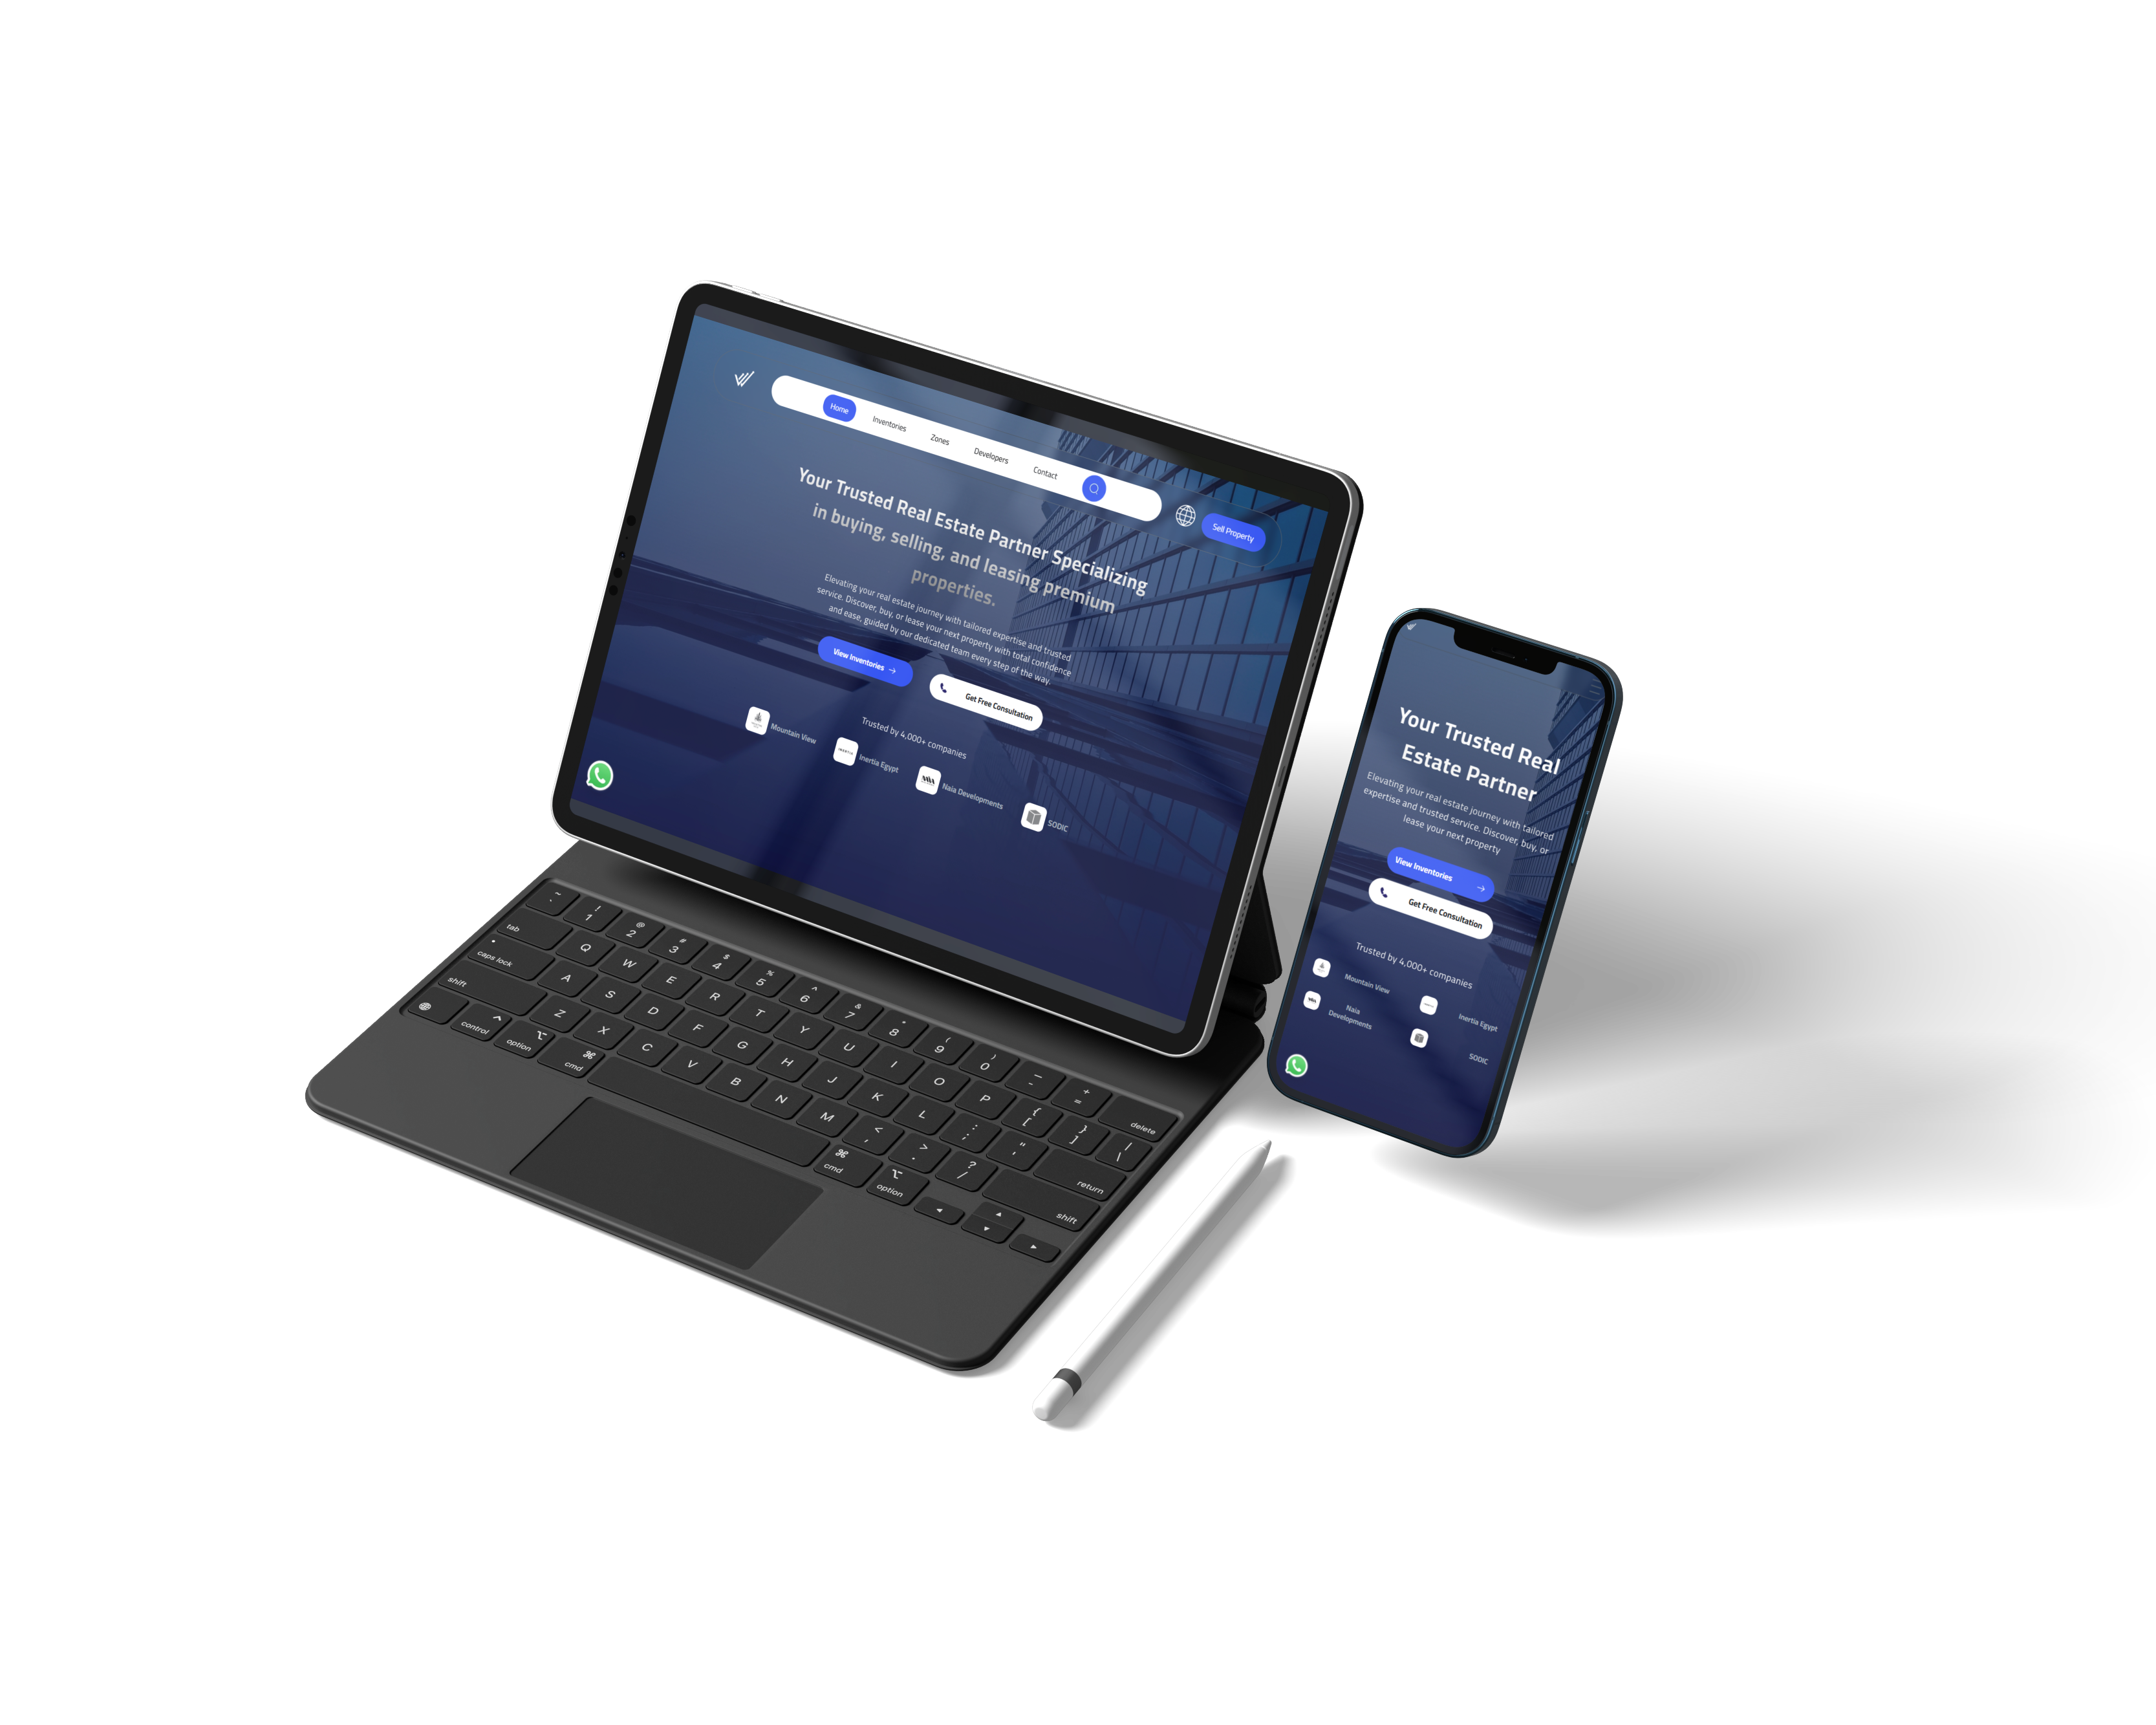 Home
Inventories
Zones
Developers
Contact
Sell Property
Your Trusted Real Estate Partner Specializing
in buying, selling, and leasing premium
properties.
Elevating your real estate journey with tailored expertise and trusted
service. Discover, buy, or lease your next property with total confidence
and ease, guided by our dedicated team every step of the way.
View Inventories →
Get Free Consultation
Trusted by 4,000+ companies
Mountain View
INERTIA
Inertia Egypt
NAIA
Naia Developments
SODIC
Your Trusted Real
Estate Partner
Elevating your real estate journey with tailored
expertise and trusted service. Discover, buy, or
lease your next property
View Inventories →
Get Free Consultation
Trusted by 4,000+ companies
Mountain View
Inertia Egypt
Naia
Developments
SODIC
~ ! @ # $ % ^ & * ( ) _ +
1 2 3 4 5 6 7 8 9 0 - = delete
tab Q W E R T Y U I O P { [ } ] | \
caps lock A S D F G H J K L : ; " ' return
shift Z X C V B N M < , > . ? / shift
control option ⌘ cmd ⌘ cmd option